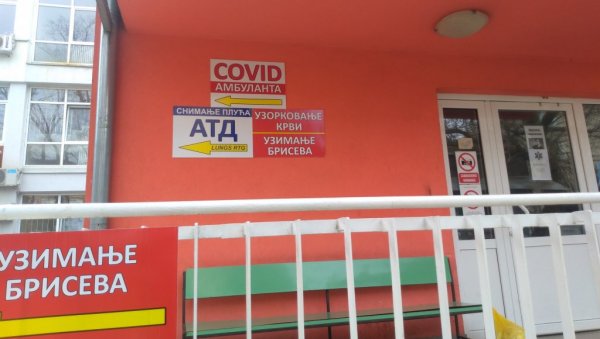 COVID
АМБУЛАНТА
СНИМАЊЕ ПЛУЋА
АТД
LUNGS RTG
УЗОРКОВАЊЕ
КРВИ
УЗИМАЊЕ
БРИСЕВА
УЗИМАЊЕ
БРИСЕВА